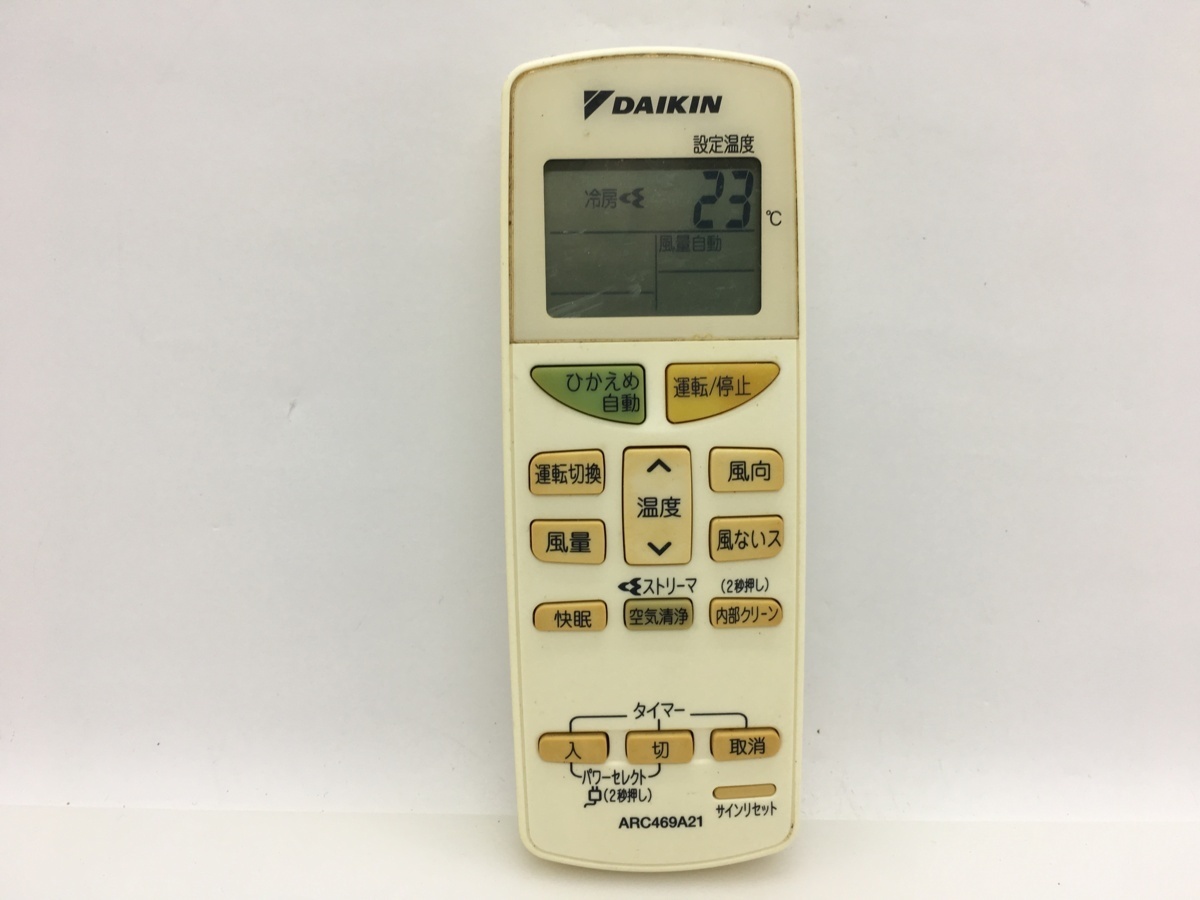 DAIKIN
設定温度
冷房 23 ℃
風量自動
ひかえめ
自動
運転/停止
運転切換
温度
風向
風量
風ないス
ストリーマ
(2秒押し)
快眠
空気清浄
内部クリーン
タイマー
入
切
取消
パワーセレクト
(2秒押し)
サインリセット
ARC469A21